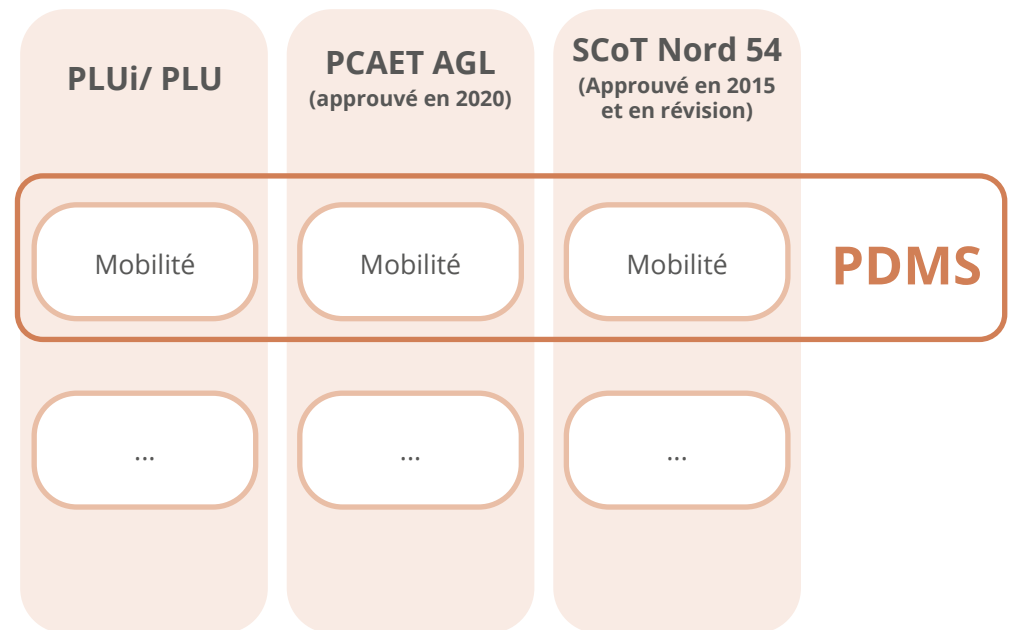 PLUi/ PLU
PCAET AGL
(approuvé en 2020)
SCoT Nord 54
(Approuvé en 2015
et en révision)
Mobilité
Mobilité
Mobilité
PDMS
...
...
...